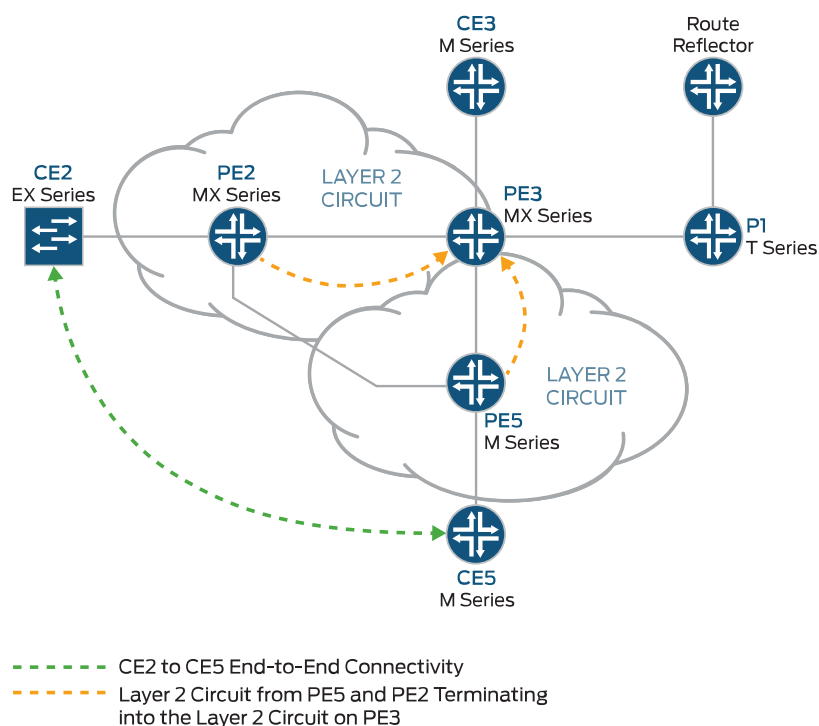 CE3
M Series
Route
Reflector
CE2
EX Series
PE2
MX Series
LAYER 2
CIRCUIT
PE3
MX Series
P1
T Series
LAYER 2
CIRCUIT
PE5
M Series
CE5
M Series
CE2 to CE5 End-to-End Connectivity
Layer 2 Circuit from PE5 and PE2 Terminating
into the Layer 2 Circuit on PE3